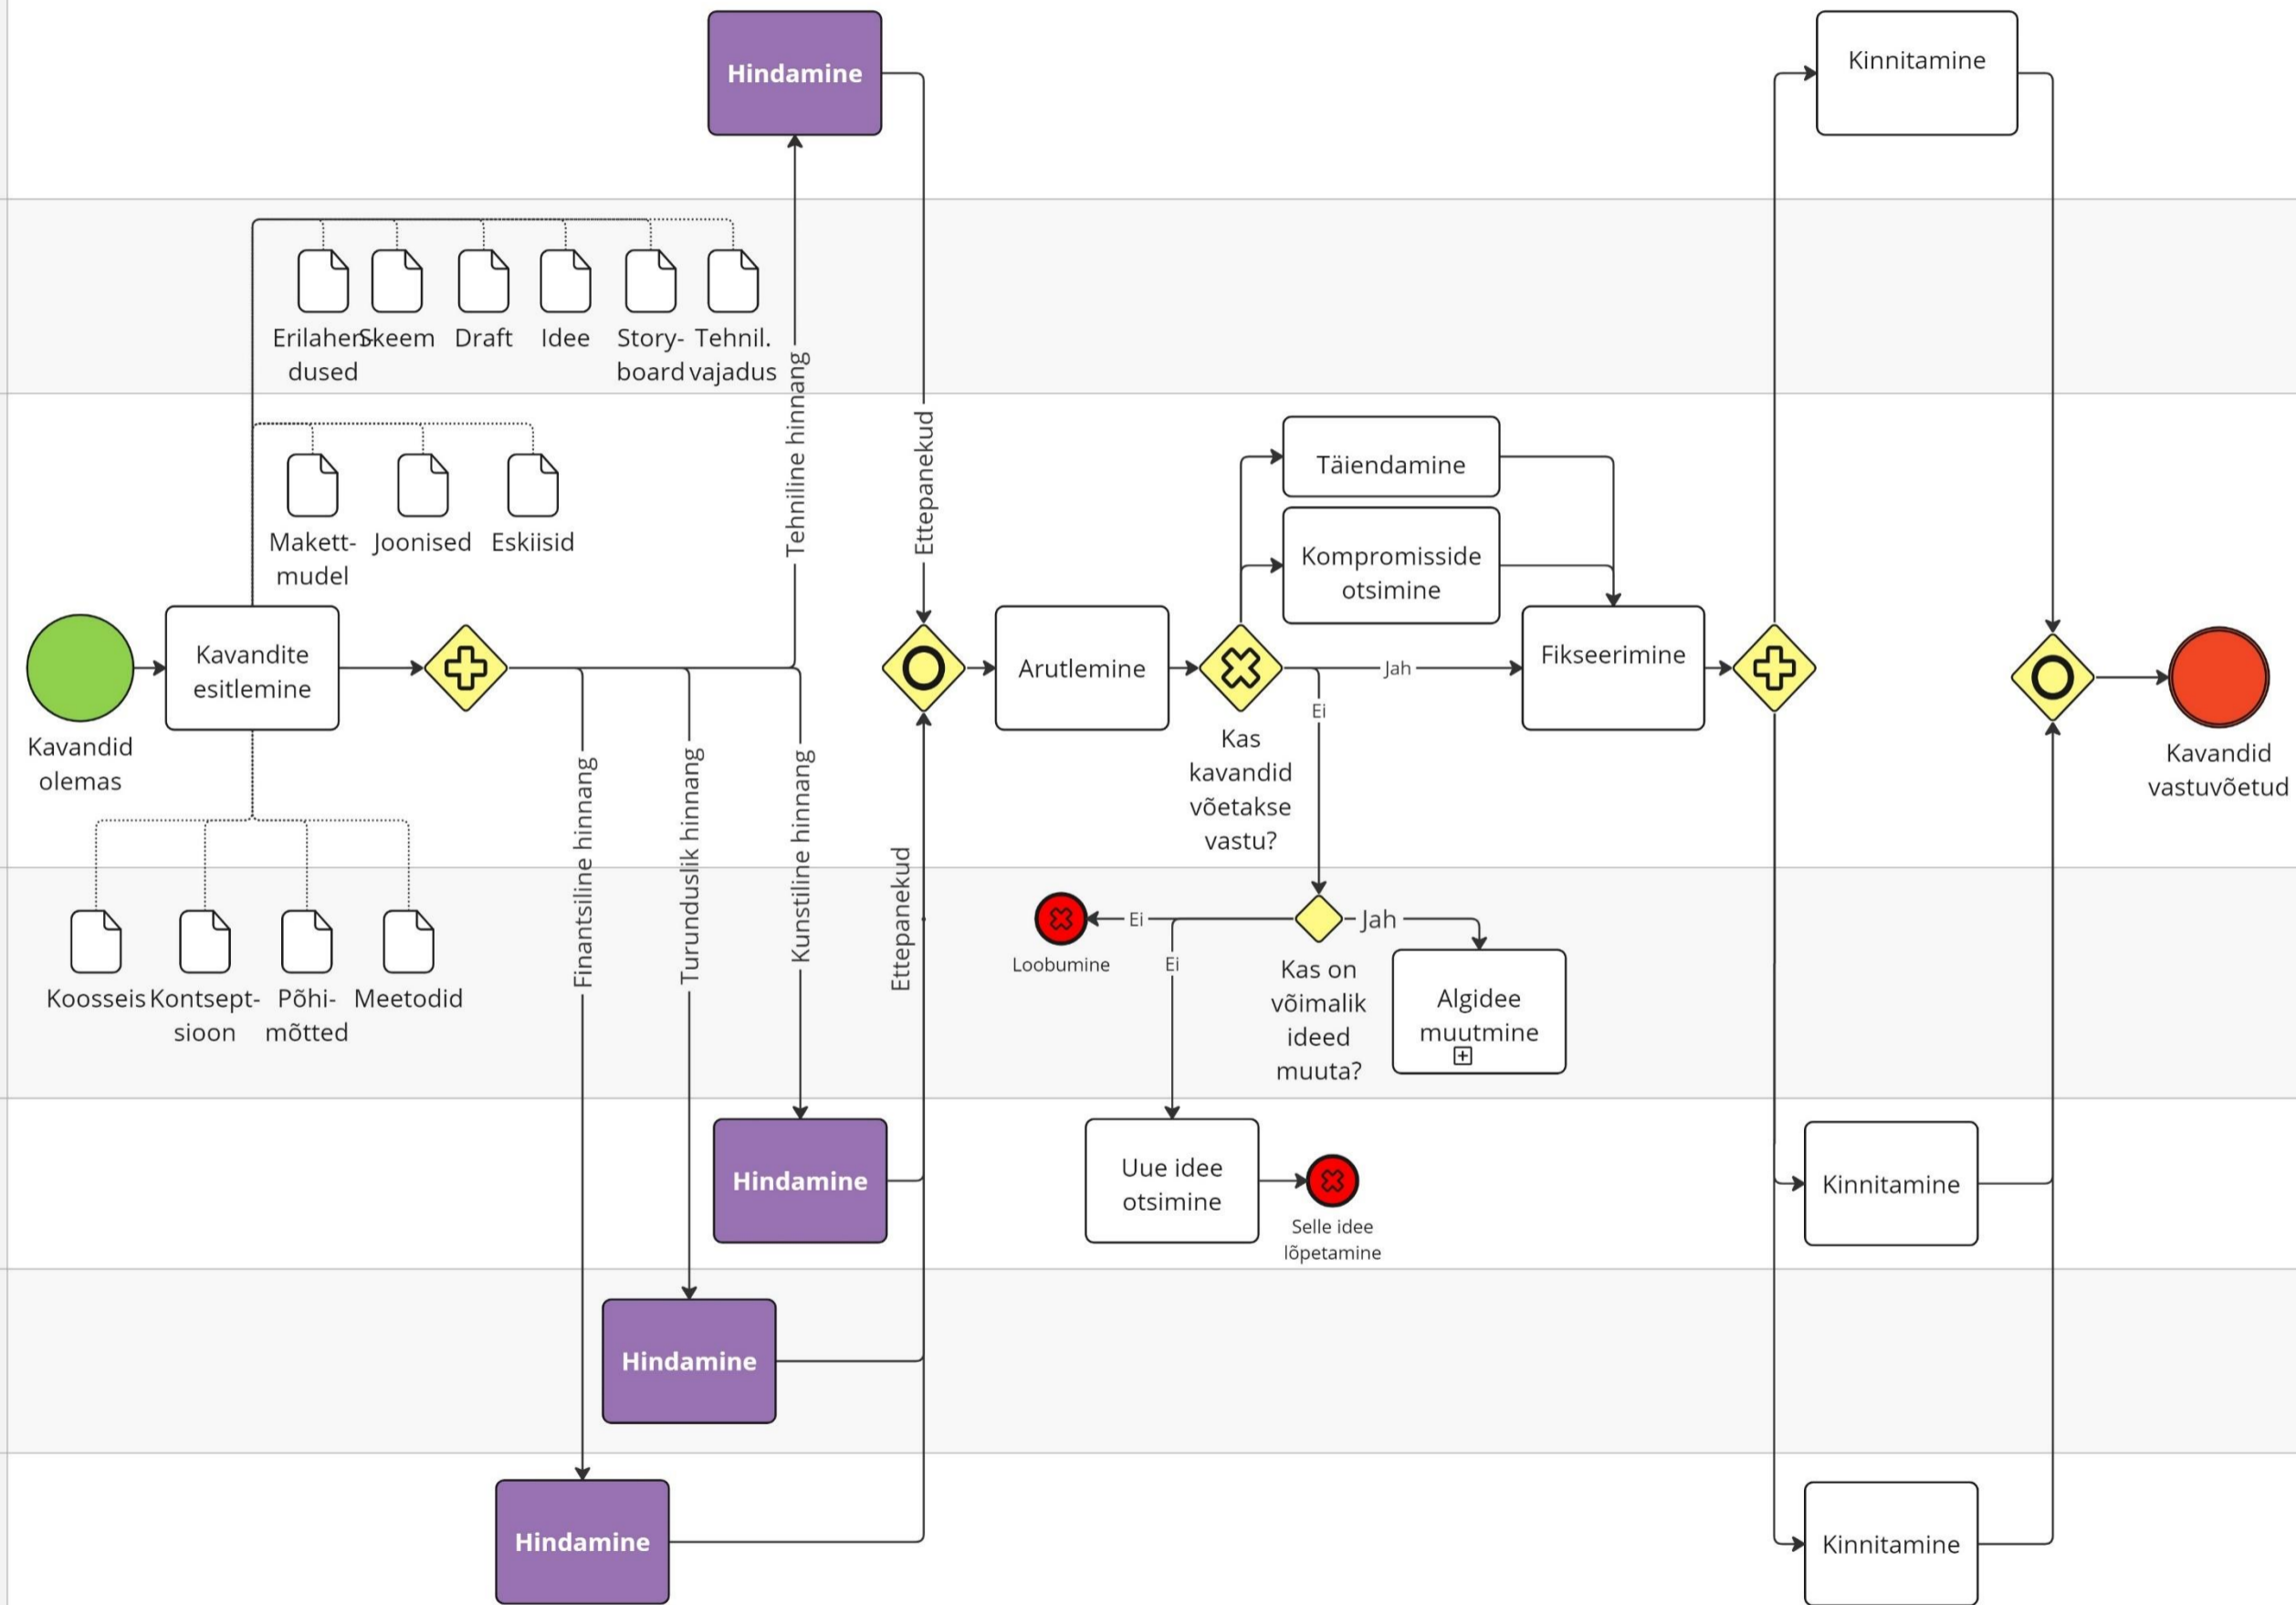 Hindamine
Kinnitamine
Erilahen-
dused
Skeem
Draft
Idee
Story-
board
Tehnil.
vajadus
Tehniline hinnang
Ettepanekud
Makett-
mudel
Joonised
Eskiisid
Täiendamine
Kompromisside
otsimine
Kavandid
olemas
Kavandite
esitlemine
Arutlemine
Jah
Ei
Fikseerimine
Kas
kavandid
võetakse
vastu?
Kavandid
vastuvõetud
Finantsiline hinnang
Turunduslik hinnang
Kunstiline hinnang
Ettepanekud
Koosseis
Kontsept-
sioon
Põhi-
mõtted
Meetodid
Loobumine
Ei
Ei
Jah
Kas on
võimalik
ideed
muuta?
Algidee
muutmine
Hindamine
Uue idee
otsimine
Selle idee
lõpetamine
Kinnitamine
Hindamine
Hindamine
Kinnitamine